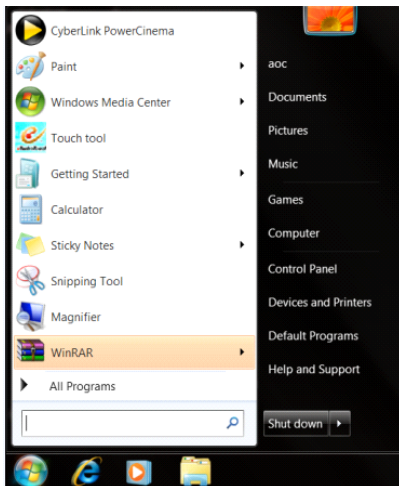 CyberLink PowerCinema
Paint
Windows Media Center
Touch tool
Getting Started
Calculator
Sticky Notes
Snipping Tool
Magnifier
WinRAR
All Programs
aoc
Documents
Pictures
Music
Games
Computer
Control Panel
Devices and Printers
Default Programs
Help and Support
Shut down